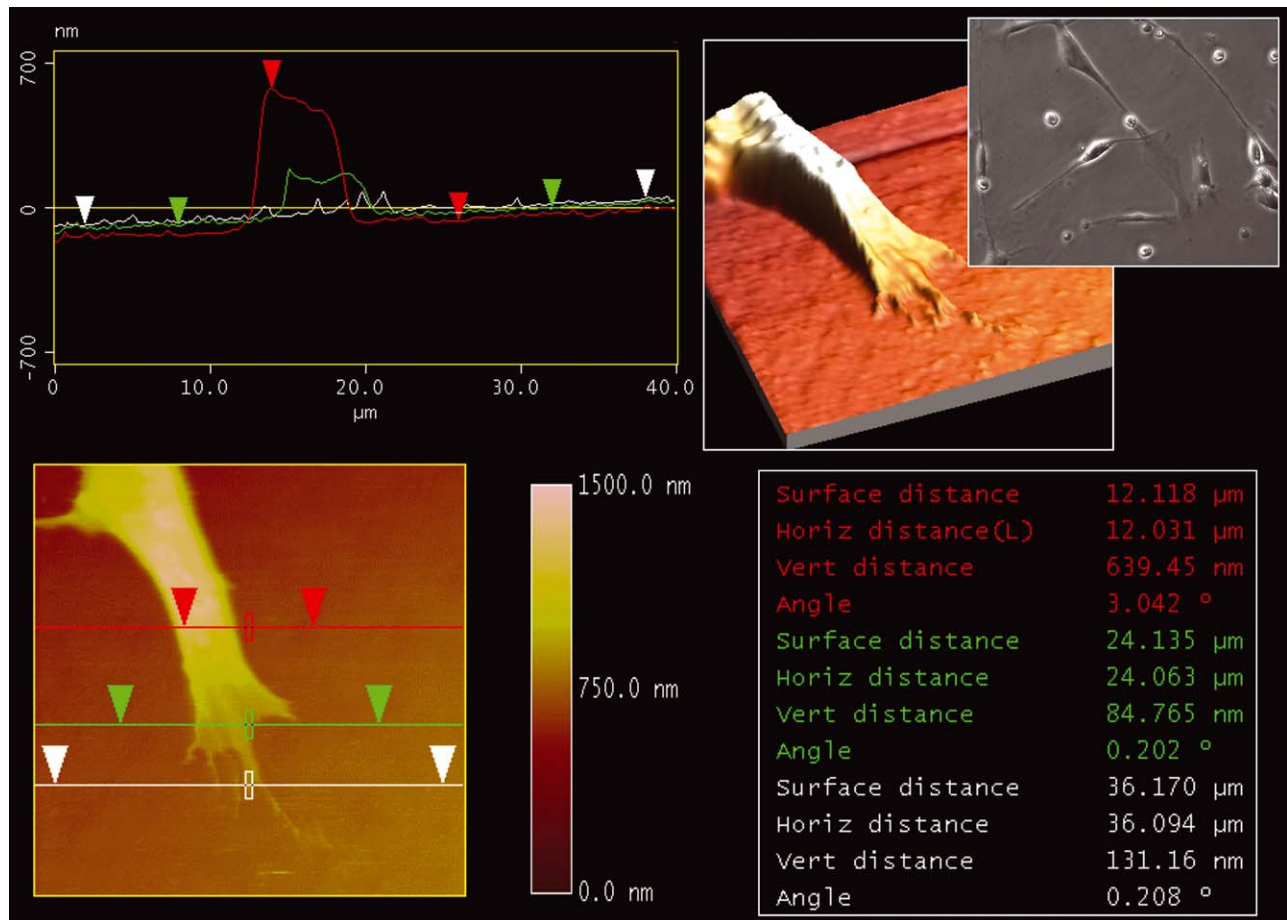 nm
700
0
-700
0
10.0
20.0
30.0
40.0
µm
1500.0 nm
750.0 nm
0.0 nm
Surface distance 12.118 µm
Horiz distance(L) 12.031 µm
Vert distance 639.45 nm
Angle 3.042 º
Surface distance 24.135 µm
Horiz distance 24.063 µm
Vert distance 84.765 nm
Angle 0.202 º
Surface distance 36.170 µm
Horiz distance 36.094 µm
Vert distance 131.16 nm
Angle 0.208 º